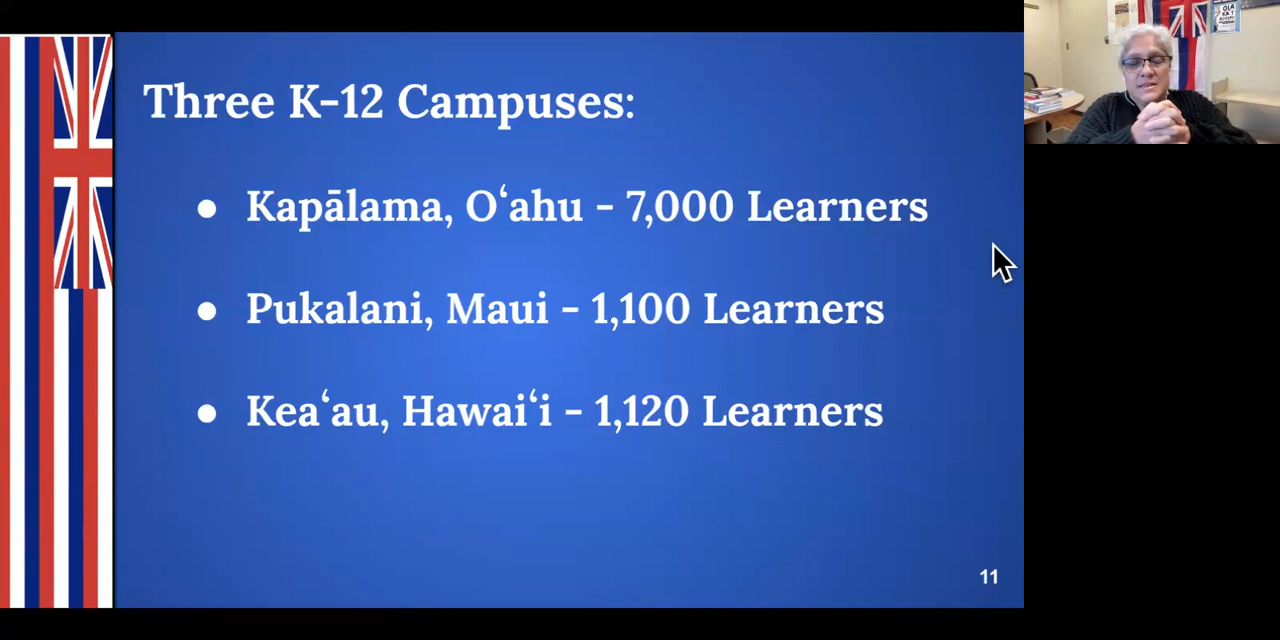 Three K-12 Campuses:
● Kapālama, Oʻahu - 7,000 Learners
● Pukalani, Maui - 1,100 Learners
● Keaʻau, Hawaiʻi - 1,120 Learners
11
OLA